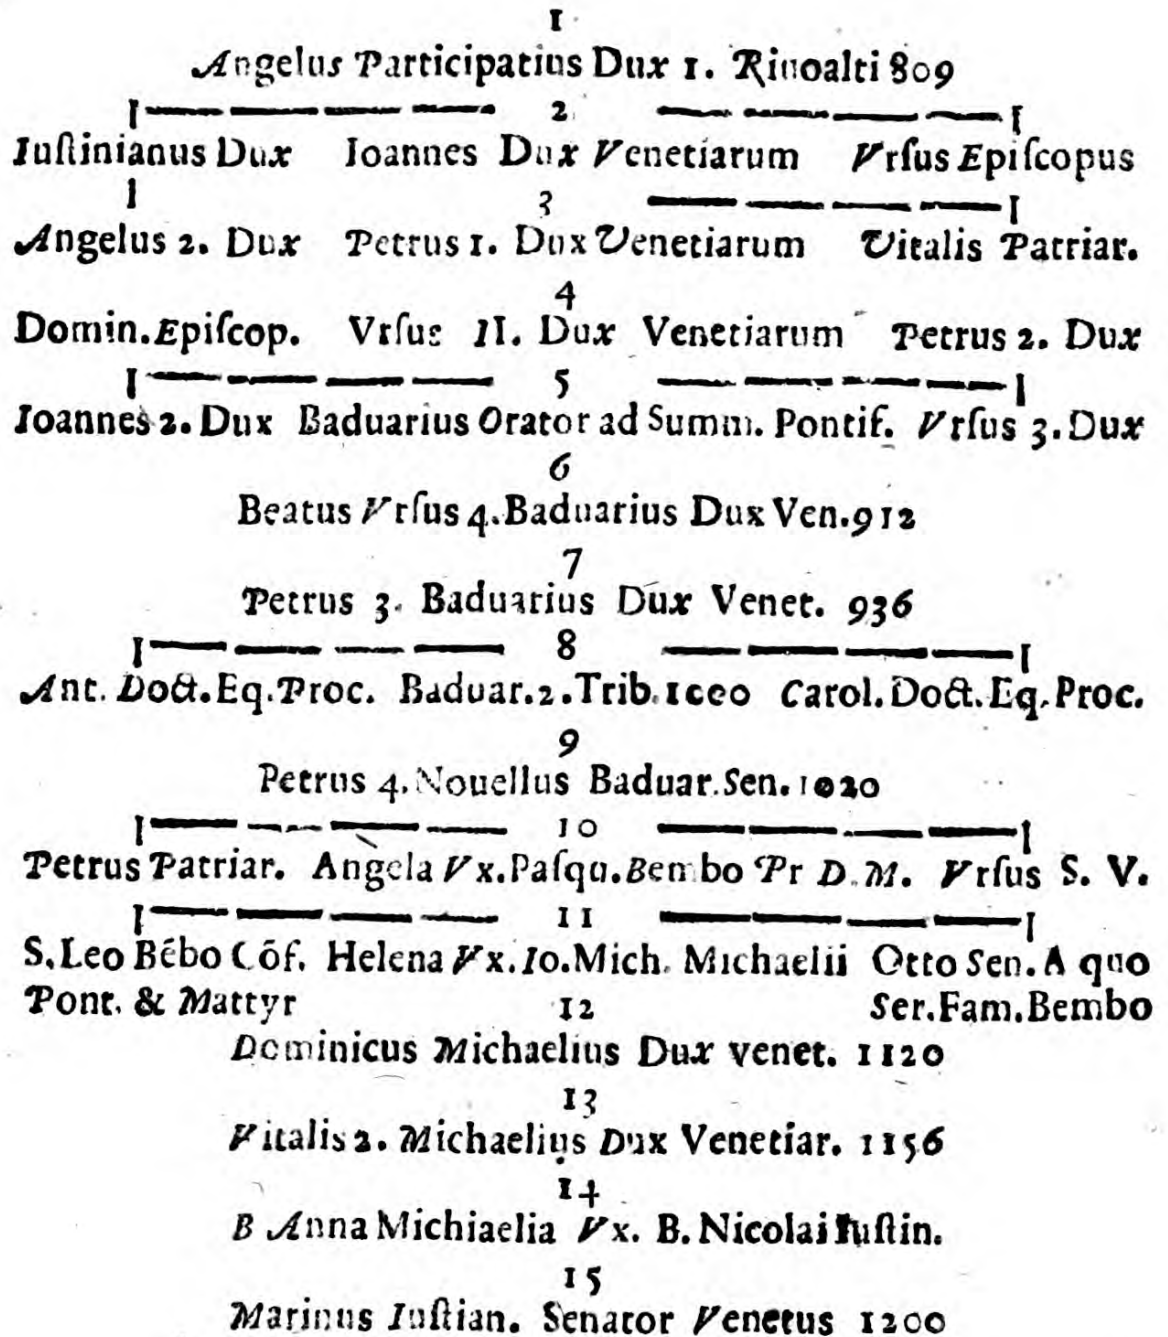 1
Angelus Participatius Dux 1. Riuoalti 809
2
Iuſtinianus Dux Ioannes Dux Venetiarum Vrſus Epiſcopus
3
Angelus 2. Dux Petrus 1. Dux Venetiarum Vitalis Patriar.
4
Domin. Epiſcop. Vrſus II. Dux Venetiarum Petrus 2. Dux
5
Ioannes 2. Dux Baduarius Orator ad Summ. Pontif. Vrſus 3. Dux
6
Beatus Vrſus 4. Baduarius Dux Ven. 912
7
Petrus 3. Baduarius Dux Venet. 936
8
Ant. Doct. Eq. Proc. Baduar. 2. Trib. 1000 Carol. Doct. Eq. Proc.
9
Petrus 4. Nouellus Baduar. Sen. 1020
10
Petrus Patriar. Angela Vx. Paſqu. Bembo Pr D. M. Vrſus S. V.
11
S. Leo Bēbo Cōf. Helena Vx. Io. Mich. Michaelii Otto Sen. A quo
Pont. & Mattyr 12 Ser. Fam. Bembo
Dominicus Michaelius Dux venet. 1120
13
Vitalis 2. Michaelius Dux Venetiar. 1156
14
B Anna Michiaelia Vx. B. Nicolai Iuſtin.
15
Marinus Iuſtian. Senator Venetus 1200